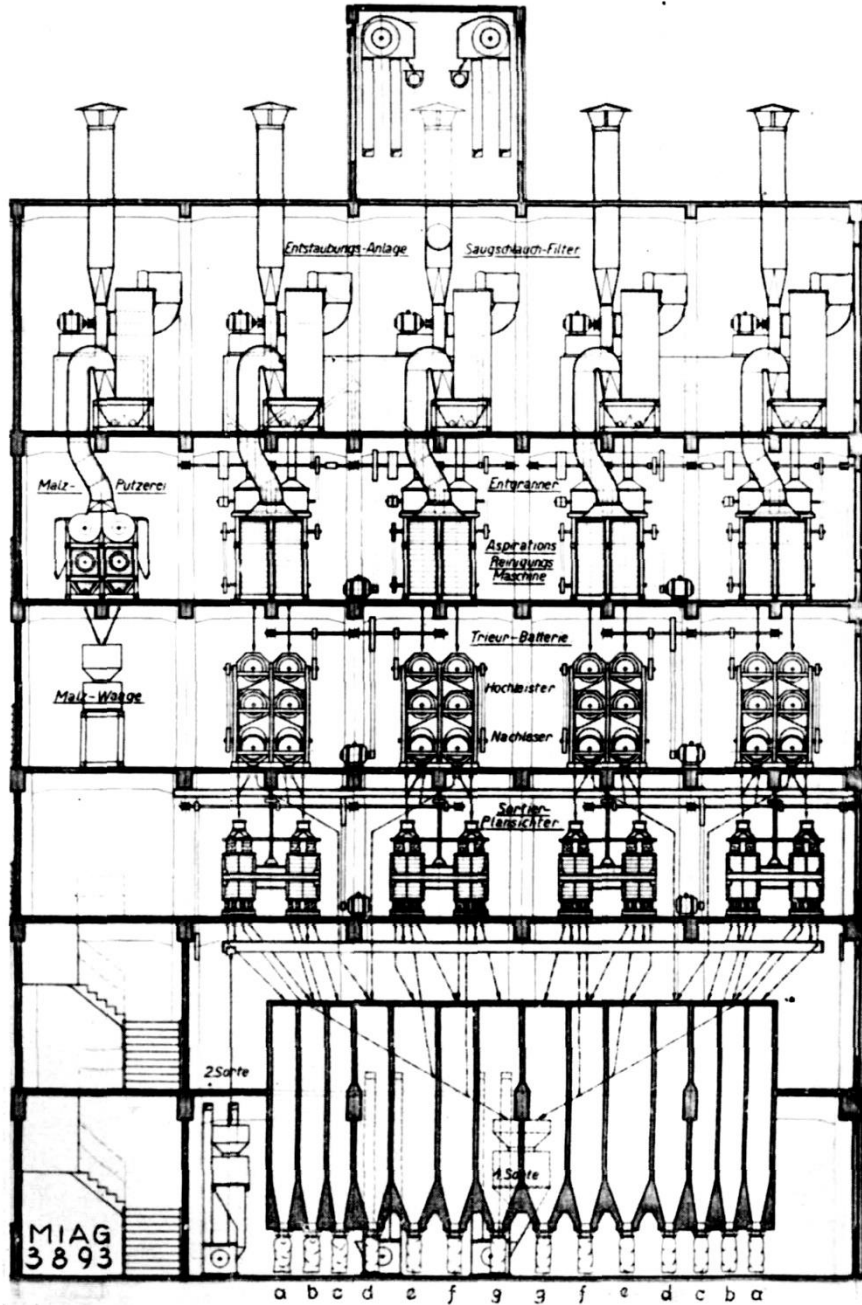 Entstaubungs-Anlage
Saugschlauch-Filter
Malz-
Putzerei
Entgranner
Aspirations
Reinigungs
Maschine
Trieur-Batterie
Malz-Waage
Hochleister
Nachleser
Sortier-
Plansichter
2.Sorte
1.Sorte
MIAG
3893
a b c d e f g g f e d c b a